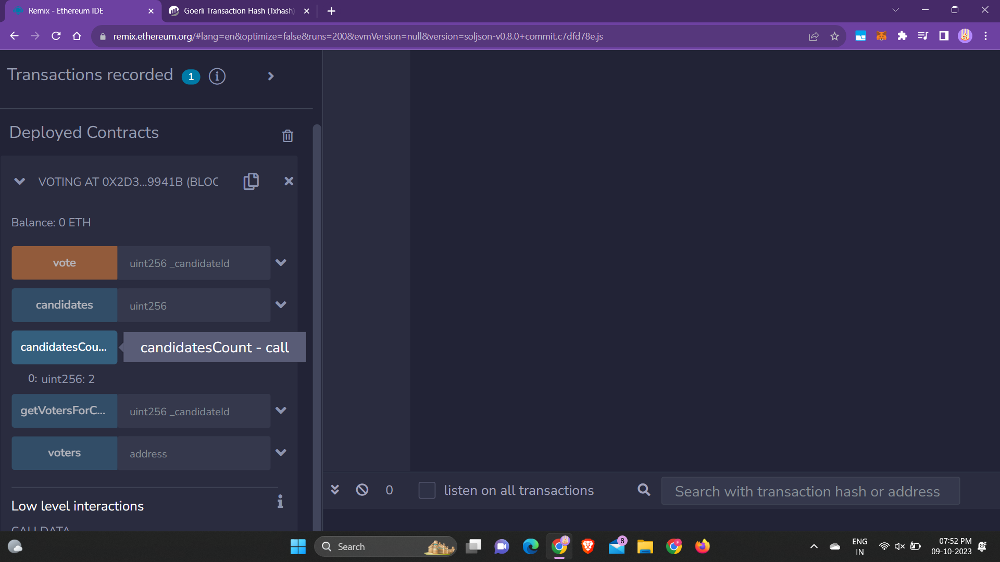 Remix - Ethereum IDE
Goerli Transaction Hash (Txhash)
remix.ethereum.org/#lang=en&optimize=false&runs=200&evmVersion=null&version=soljson-v0.8.0+commit.c7dfd78e.js
Transactions recorded 1
Deployed Contracts
VOTING AT 0X2D3...9941B (BLOC
Balance: 0 ETH
vote uint256 _candidateId
candidates uint256
candidatesCou... candidatesCount - call
0: uint256: 2
getVotersForC... uint256 _candidateId
voters address
Low level interactions
CALLDATA
0 listen on all transactions Search with transaction hash or address
Search
8
F
ENG
IN
07:52 PM
09-10-2023